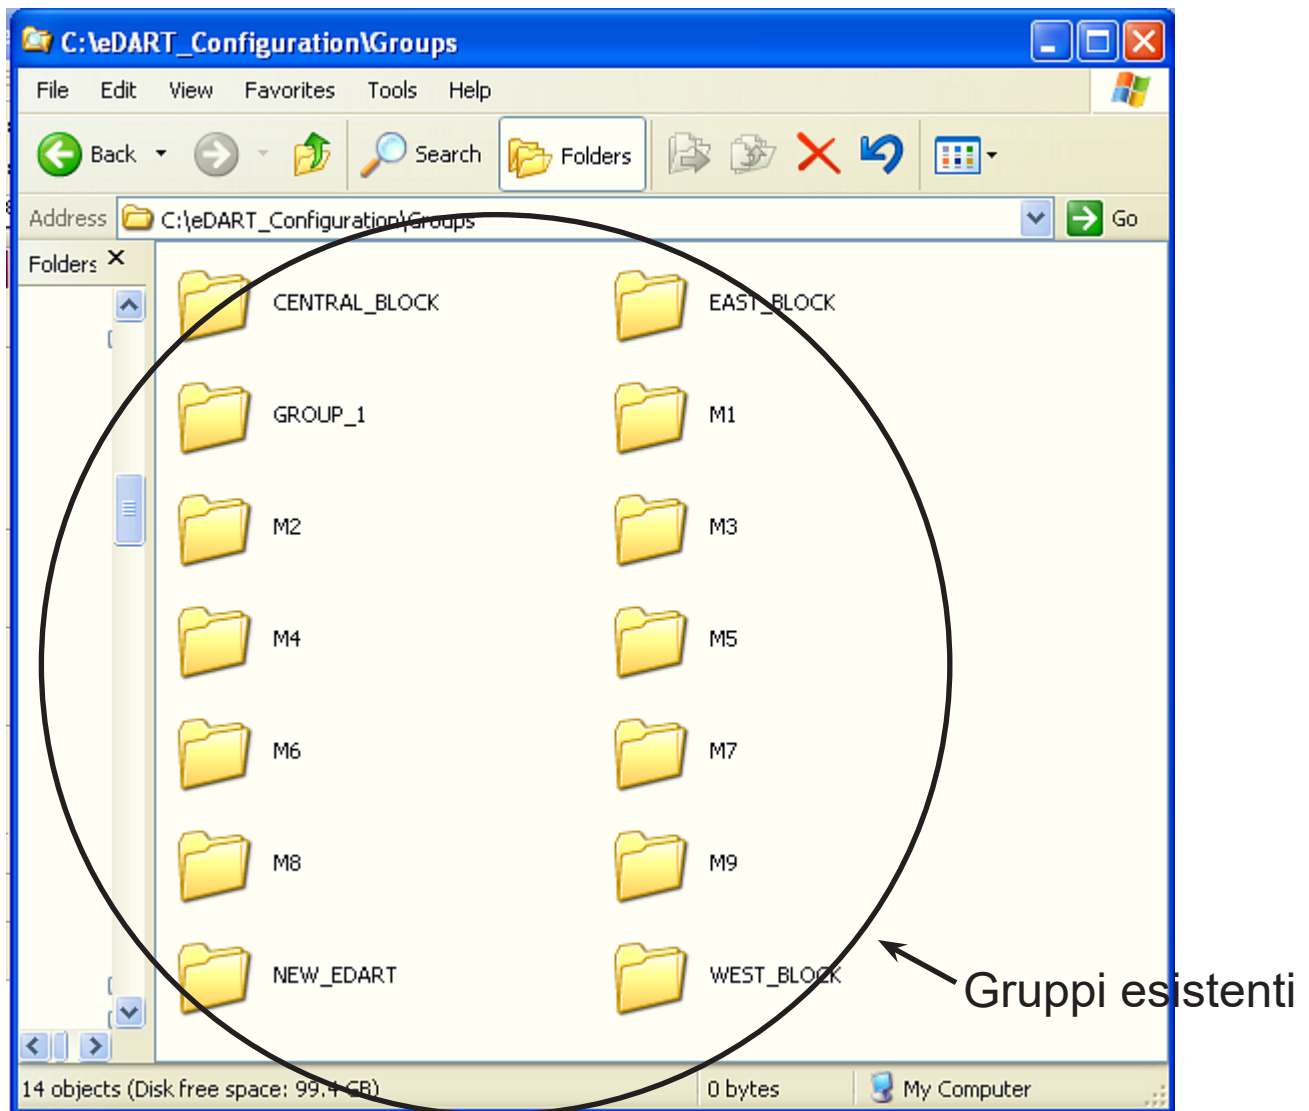 C:\eDART_Configuration\Groups
File Edit View Favorites Tools Help
Back Search Folders
Address C:\eDART_Configuration\Groups Go
Folders
CENTRAL_BLOCK EAST_BLOCK
GROUP_1 M1
M2 M3
M4 M5
M6 M7
M8 M9
NEW_EDART WEST_BLOCK
Gruppi esistenti
14 objects (Disk free space: 99.4 GB) 0 bytes My Computer